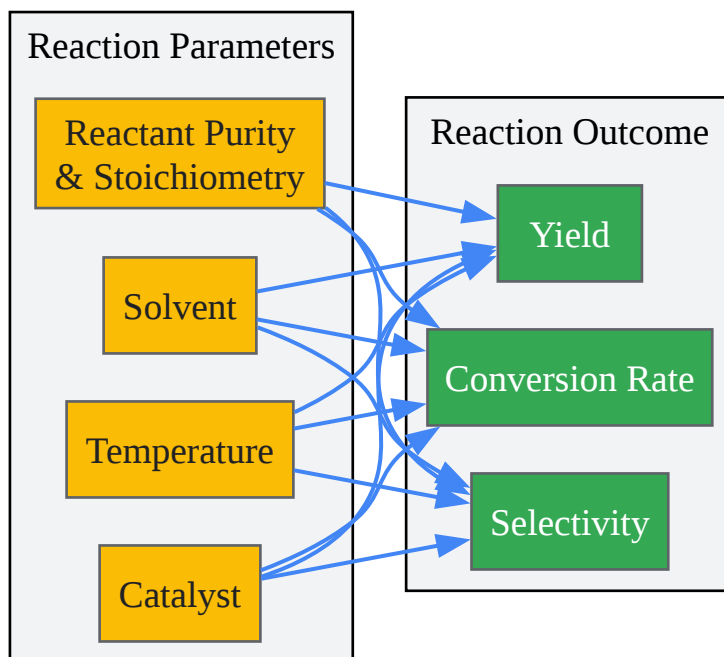 Reaction Parameters
Reactant Purity
& Stoichiometry
Solvent
Temperature
Catalyst
Reaction Outcome
Yield
Conversion Rate
Selectivity